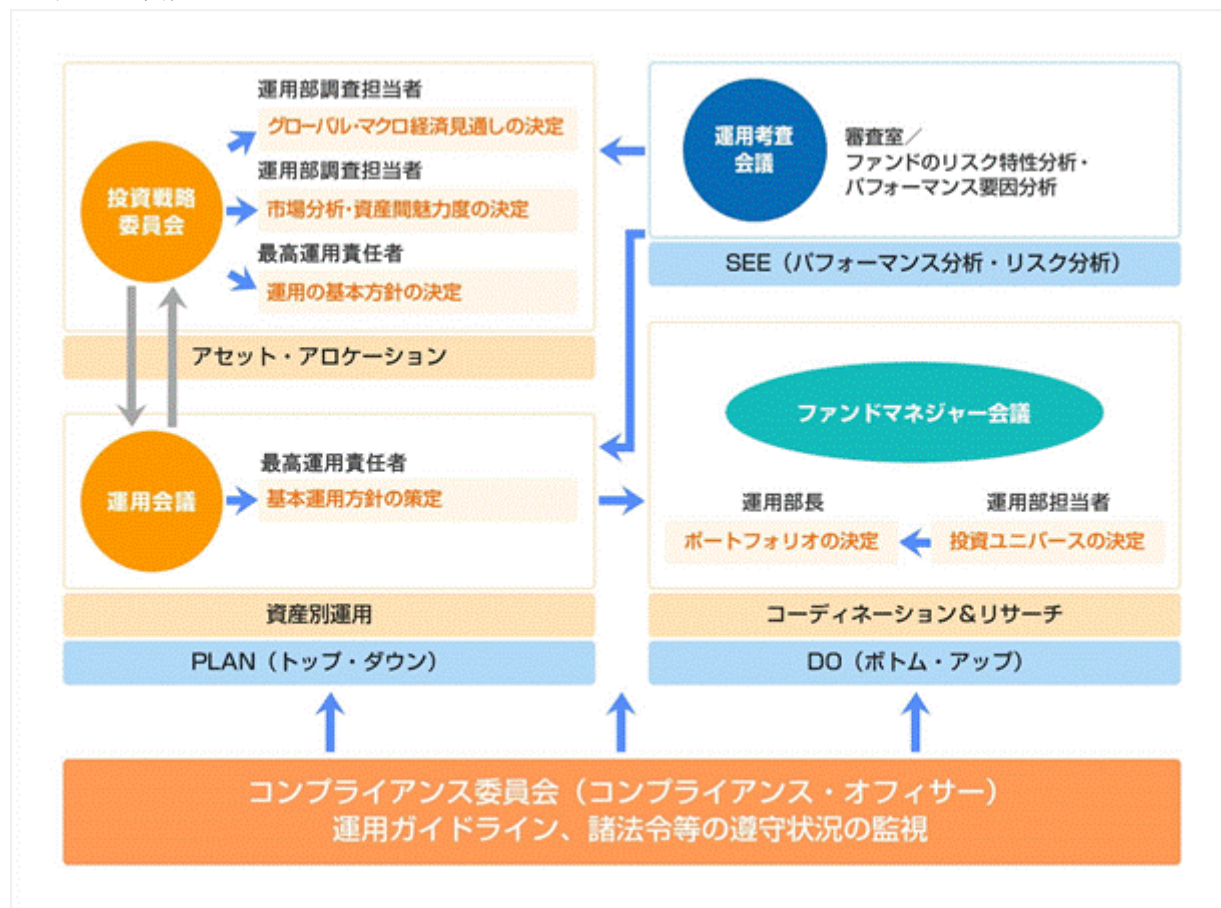 運用部調査担当者
グローバル・マクロ経済見通しの決定
投資戦略
委員会
運用部調査担当者
市場分析・資産間魅力度の決定
最高運用責任者
運用の基本方針の決定
アセット・アロケーション
運用考査
会議
審査室／
ファンドのリスク特性分析・
パフォーマンス要因分析
SEE（パフォーマンス分析・リスク分析）
運用会議
最高運用責任者
基本運用方針の策定
資産別運用
PLAN（トップ・ダウン）
ファンドマネジャー会議
運用部長
ポートフォリオの決定
運用部担当者
投資ユニバースの決定
コーディネーション＆リサーチ
DO（ボトム・アップ）
コンプライアンス委員会（コンプライアンス・オフィサー）
運用ガイドライン、諸法令等の遵守状況の監視